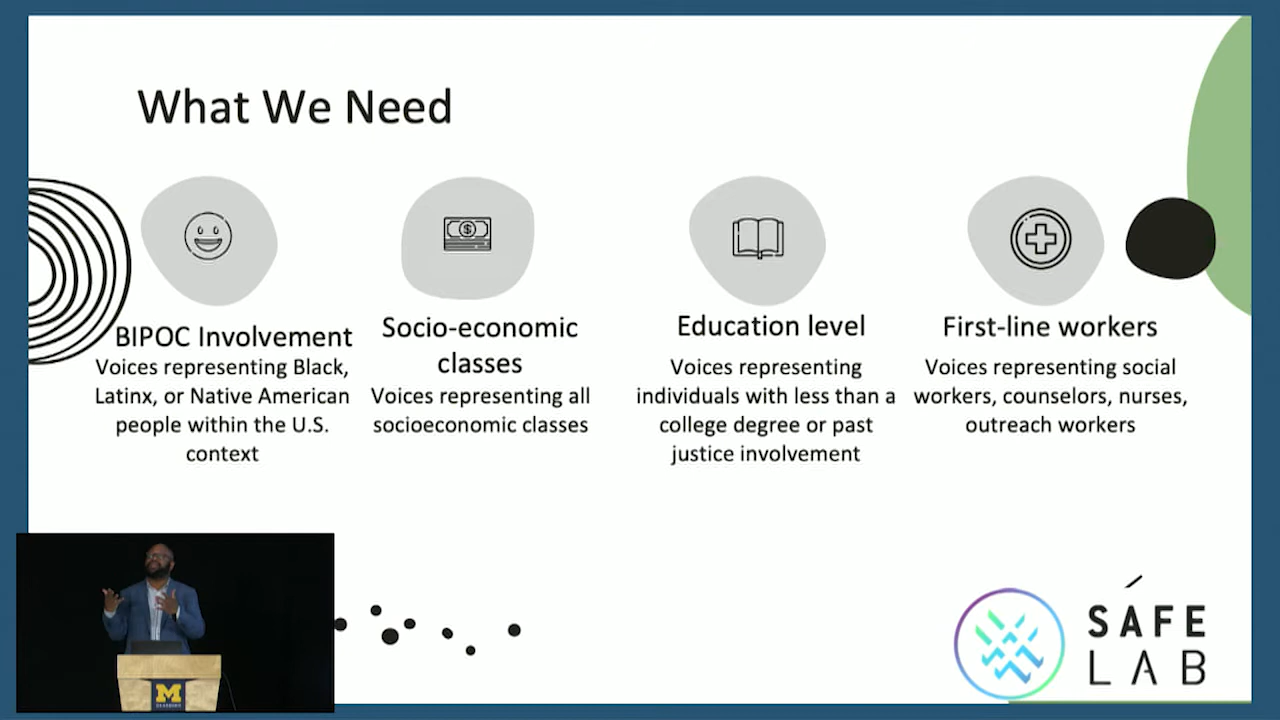 What We Need
BIPOC Involvement
Voices representing Black,
Latinx, or Native American
people within the U.S.
context
Socio-economic
classes
Voices representing all
socioeconomic classes
Education level
Voices representing
individuals with less than a
college degree or past
justice involvement
First-line workers
Voices representing social
workers, counselors, nurses,
outreach workers
$
M
DEARBORN
SÁFE
LAB